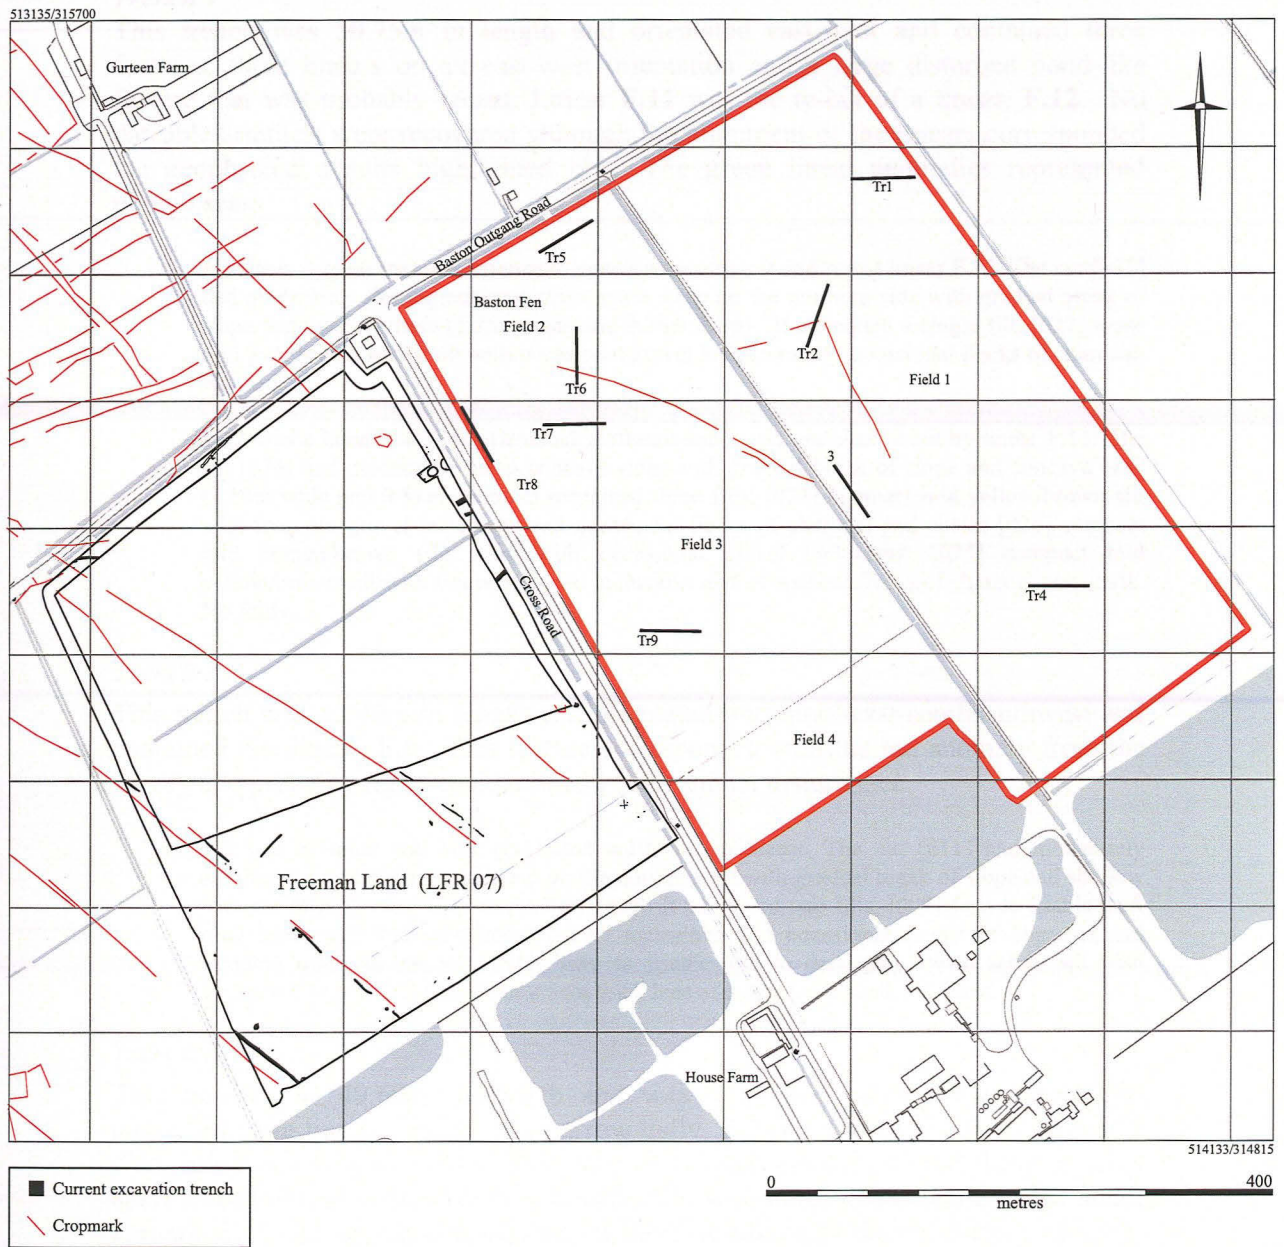 513135/315700
Gurteen Farm
Tr1
Baston Outgang Road
Tr5
Baston Fen
Field 2
Tr2
Field 1
Tr6
Tr7
3
Tr8
Field 3
Cross Road
Tr4
Tr9
Field 4
Freeman Land (LFR 07)
House Farm
514133/314815
Current excavation trench
Cropmark
0
400
metres